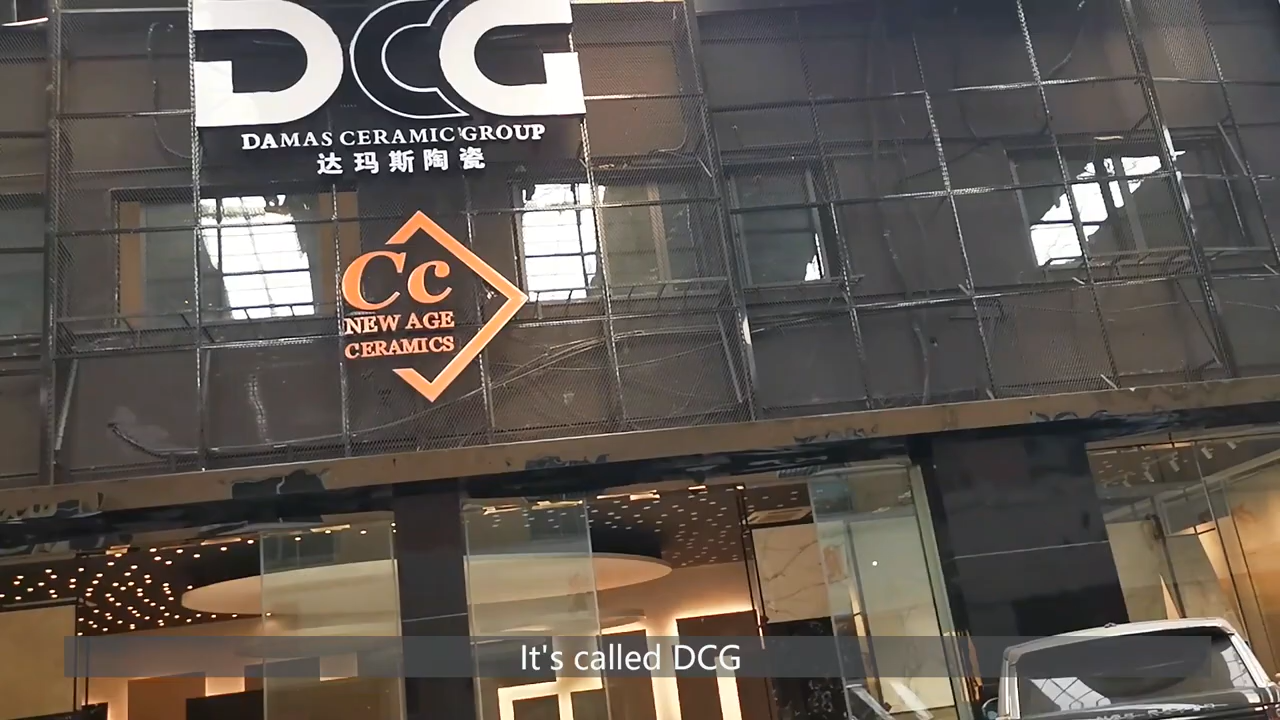 DCG
DAMAS CERAMIC GROUP
达玛斯陶瓷
Cc
NEW AGE
CERAMICS
It's called DCG